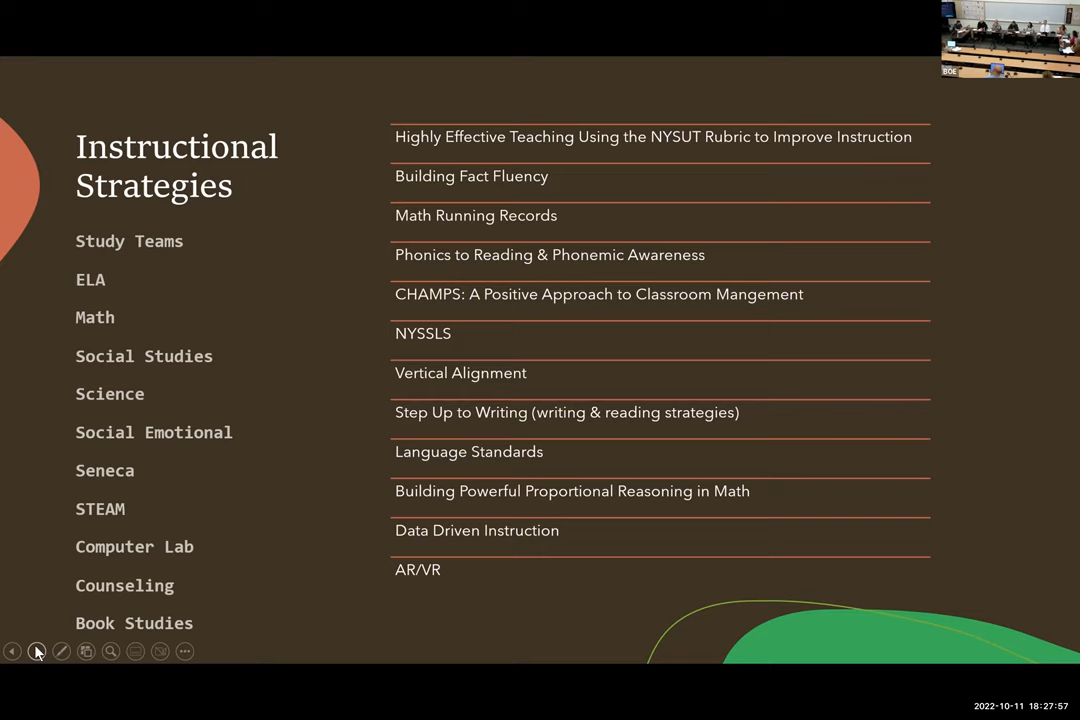 BOE
Instructional
Strategies
Study Teams
ELA
Math
Social Studies
Science
Social Emotional
Seneca
STEAM
Computer Lab
Counseling
Book Studies
Highly Effective Teaching Using the NYSUT Rubric to Improve Instruction
Building Fact Fluency
Math Running Records
Phonics to Reading & Phonemic Awareness
CHAMPS: A Positive Approach to Classroom Mangement
NYSSLS
Vertical Alignment
Step Up to Writing (writing & reading strategies)
Language Standards
Building Powerful Proportional Reasoning in Math
Data Driven Instruction
AR/VR
2022-10-11 18:27:57